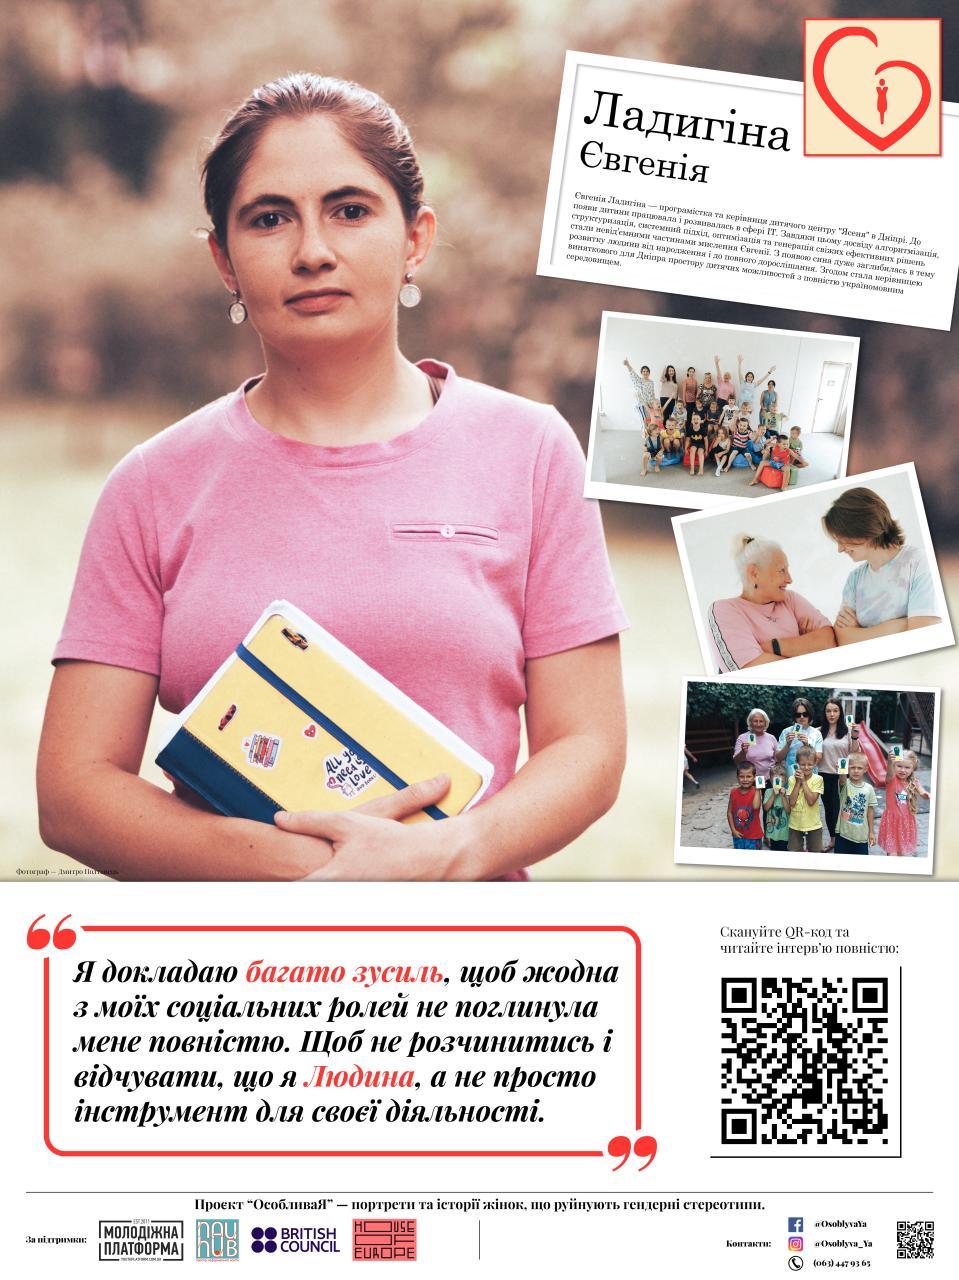 Ладигіна
Євгенія
Євгенія Ладигіна — програмістка та керівниця дитячого центру "Ясеня" в Дніпрі. До
появи дитини працювала і розвивалась в сфері ІТ. Завдяки цьому досвіду алгоритмізація,
структуризація, системний підхід, оптимізація та генерація свіжих ефективних рішень
стали невід'ємними частинами мислення Євгенії. З появою сина дуже заглибилась в тему
розвитку людини від народження і до повного дорослішання. Згодом стала керівницею
виняткового для Дніпра простору дитячих можливостей з повністю україномовним
середовищем.
ALL YOU
NEED IS
LOVE
Фотограф — Дмитро
Я докладаю багато зусиль, щоб жодна
з моїх соціальних ролей не поглинула
мене повністю. Щоб не розчинитись і
відчувати, що я Людина, а не просто
інструмент для своєї діяльності.
Скануйте QR-код та
читайте інтерв'ю повністю:
Проєкт “ОсобливаЯ” — портрети та історії жінок, що руйнують гендерні стереотипи.
За підтримки:
EST.2011
МОЛОДІЖНА
ПЛАТФОРМА
NAU
HUB
BRITISH
COUNCIL
HOUSE
OF
EUROPE
Контакти:
@OsoblyvaYa
@Osoblyva_Ya
(063) 447 93 65